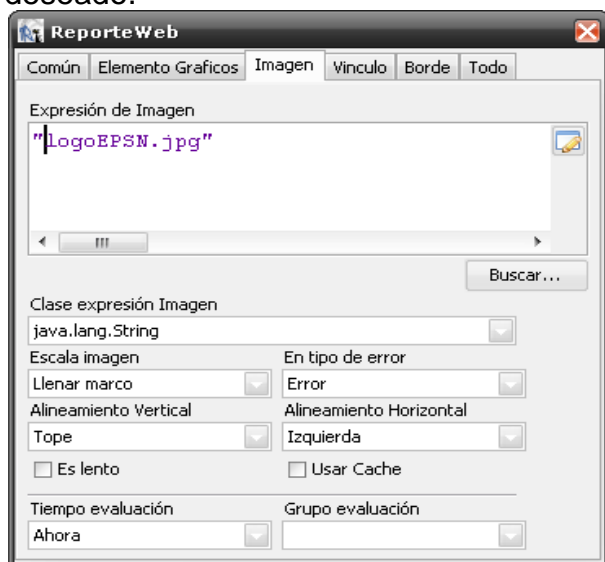 deseado.
ReporteWeb
Común Elemento Graficos Imagen Vinculo Borde Todo
Expresión de Imagen
"logoEPSN.jpg"
Buscar...
Clase expresión Imagen
java.lang.String
Escala imagen En tipo de error
Llenar marco Error
Alineamiento Vertical Alineamiento Horizontal
Tope Izquierda
Es lento Usar Cache
Tiempo evaluación Grupo evaluación
Ahora